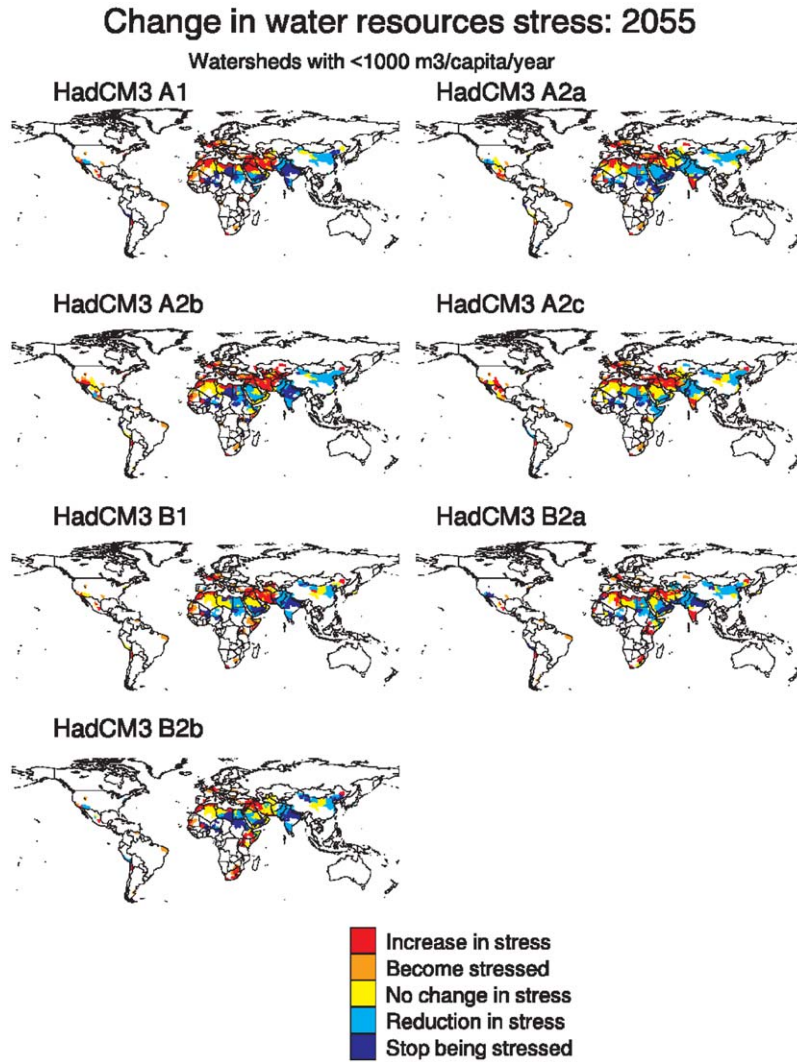 Change in water resources stress: 2055
Watersheds with <1000 m3/capita/year
HadCM3 A1
HadCM3 A2a
HadCM3 A2b
HadCM3 A2c
HadCM3 B1
HadCM3 B2a
HadCM3 B2b
Increase in stress
Become stressed
No change in stress
Reduction in stress
Stop being stressed